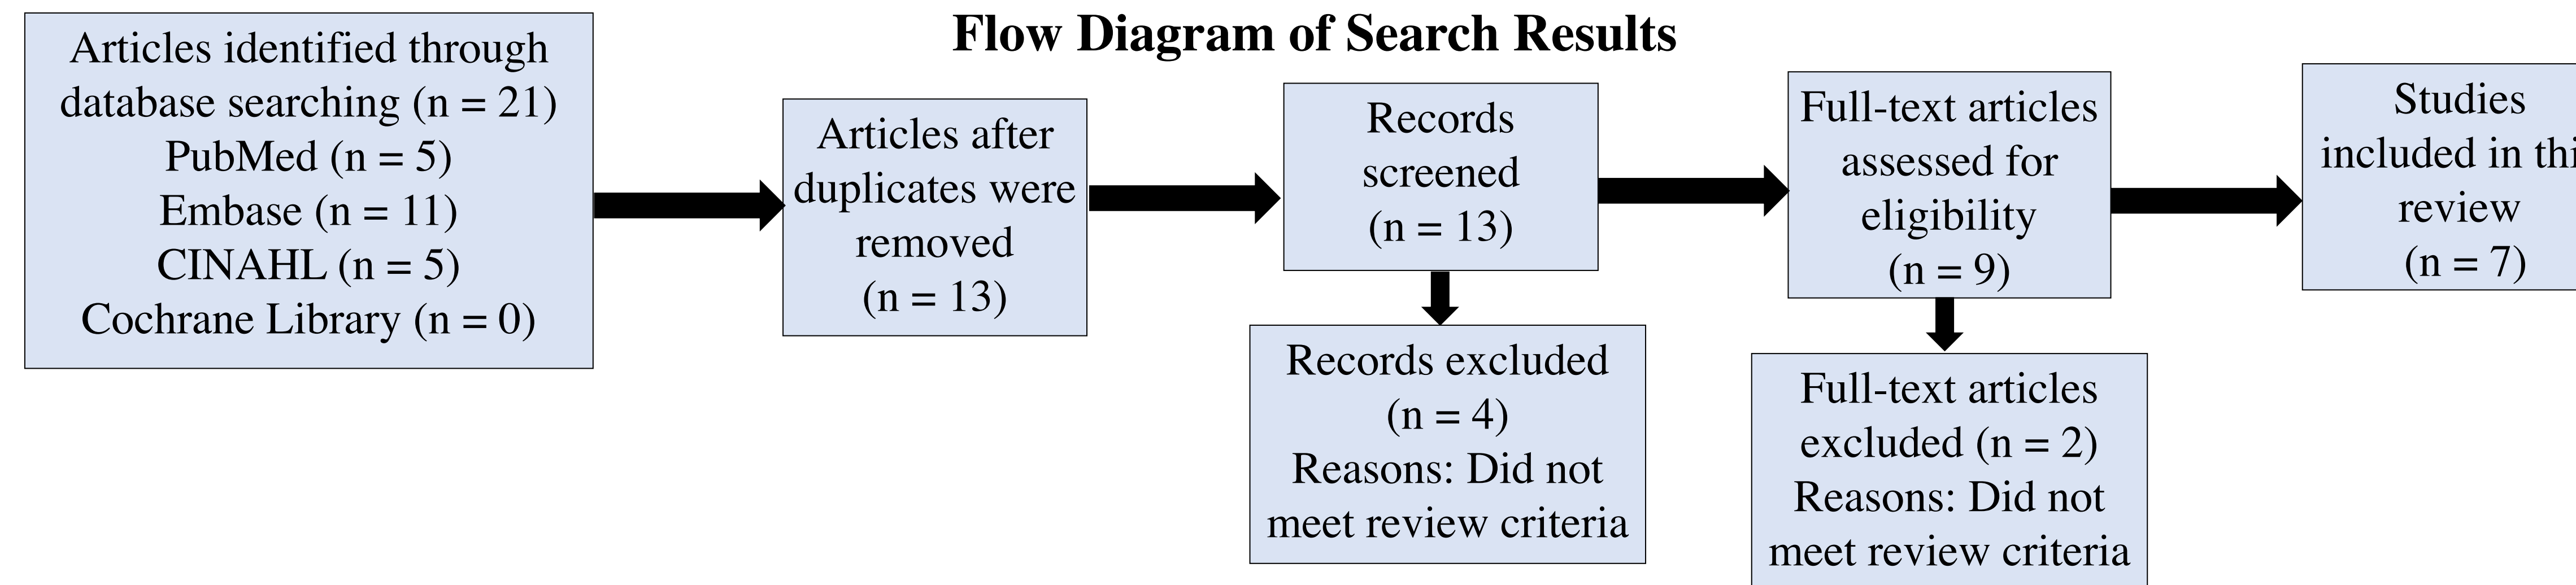 Flow Diagram of Search Results
Articles identified through
database searching (n = 21)
PubMed (n = 5)
Embase (n = 11)
CINAHL (n = 5)
Cochrane Library (n = 0)
Articles after
duplicates were
removed
(n = 13)
Records
screened
(n = 13)
Records excluded
(n = 4)
Reasons: Did not
meet review criteria
Full-text articles
assessed for
eligibility
(n = 9)
Full-text articles
excluded (n = 2)
Reasons: Did not
meet review criteria
Studies
included in thi
review
(n = 7)